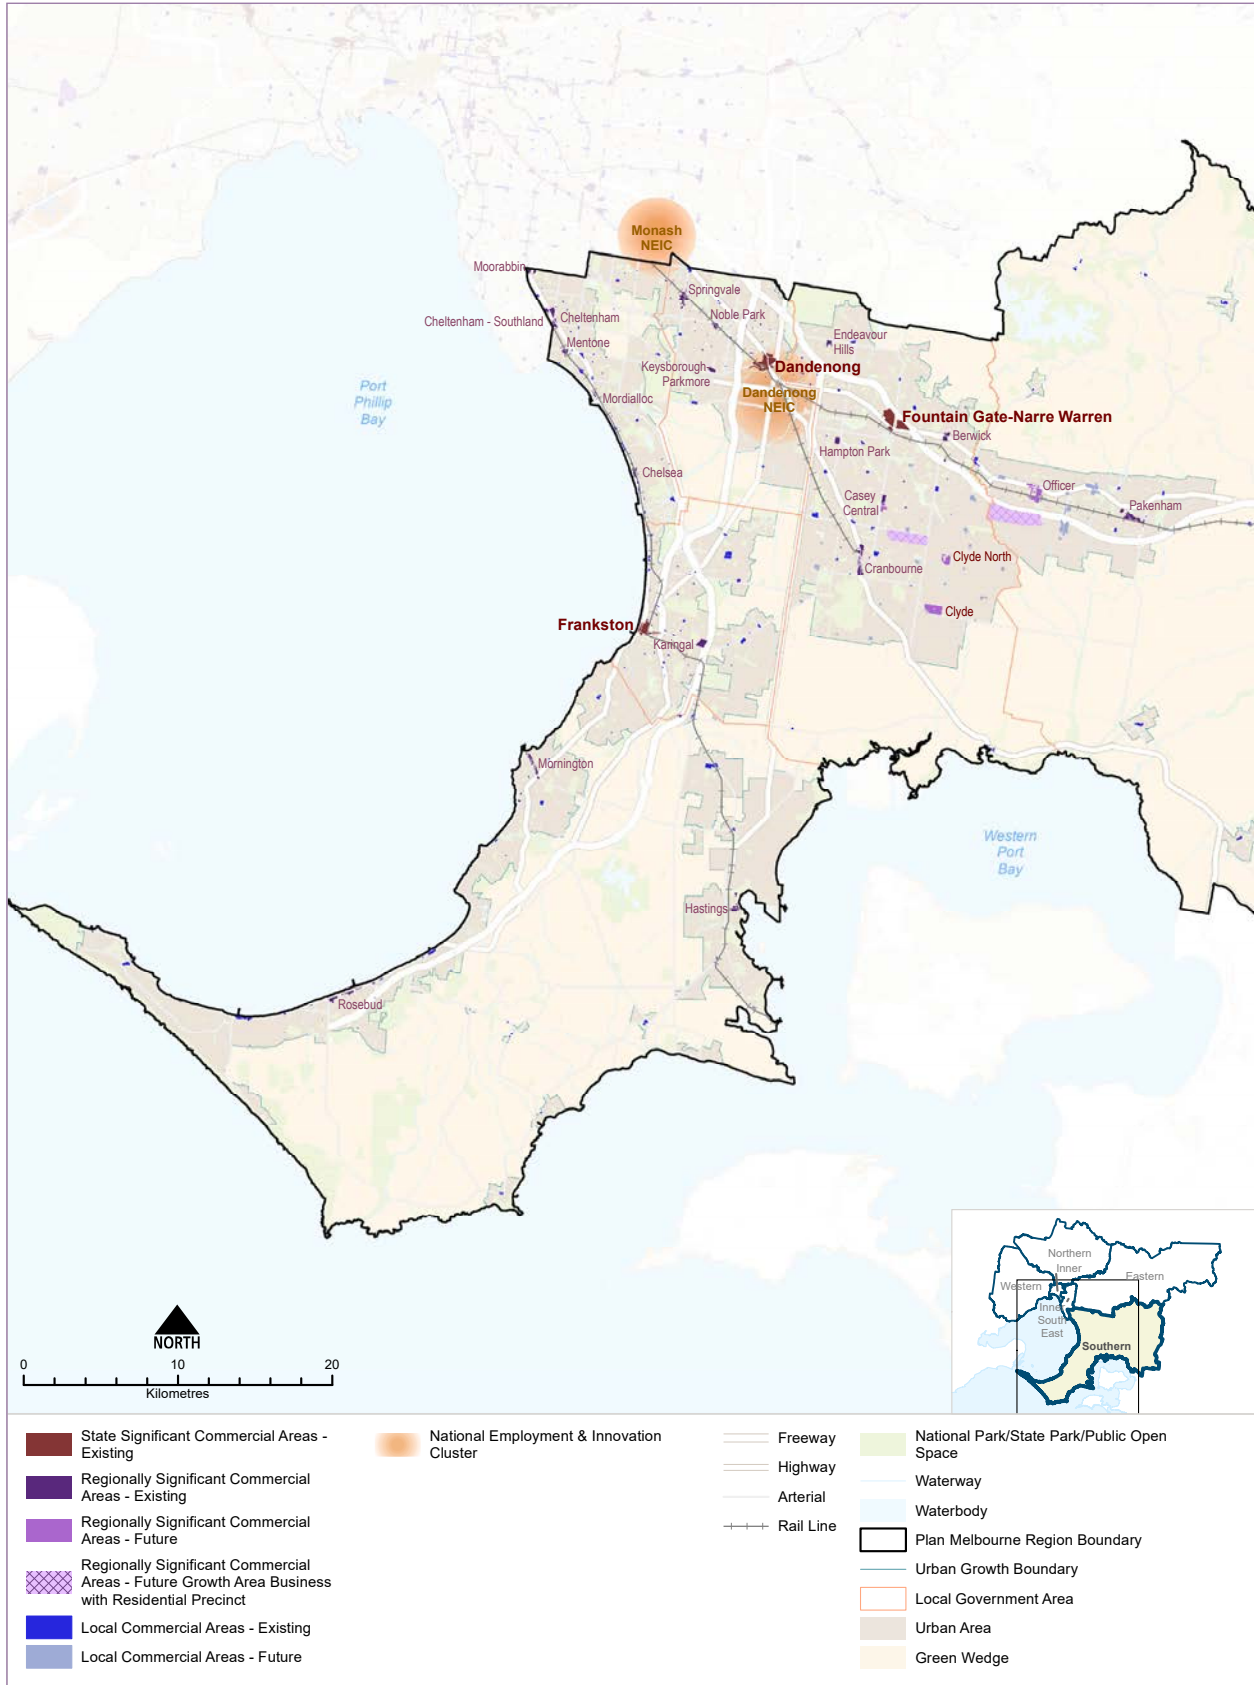 Monash
NEIC
Moorabbin
Springvale
Cheltenham - Southland
Cheltenham
Noble Park
Mentone
Endeavour
Hills
Keysborough-
Parkmore
Dandenong
Port
Phillip
Bay
Dandenong
NEIC
Mordialloc
Fountain Gate-Narre Warren
Berwick
Hampton Park
Chelsea
Casey
Central
Officer
Pakenham
Clyde North
Cranbourne
Clyde
Frankston
Karingal
Mornington
Western
Port
Bay
Hastings
Rosebud
Northern
Inner
Western
Eastern
Inner
South
East
Southern
NORTH
0 10 20
Kilometres
State Significant Commercial Areas -
Existing
Regionally Significant Commercial
Areas - Existing
Regionally Significant Commercial
Areas - Future
Regionally Significant Commercial
Areas - Future Growth Area Business
with Residential Precinct
Local Commercial Areas - Existing
Local Commercial Areas - Future
National Employment & Innovation
Cluster
Freeway
Highway
Arterial
Rail Line
National Park/State Park/Public Open
Space
Waterway
Waterbody
Plan Melbourne Region Boundary
Urban Growth Boundary
Local Government Area
Urban Area
Green Wedge